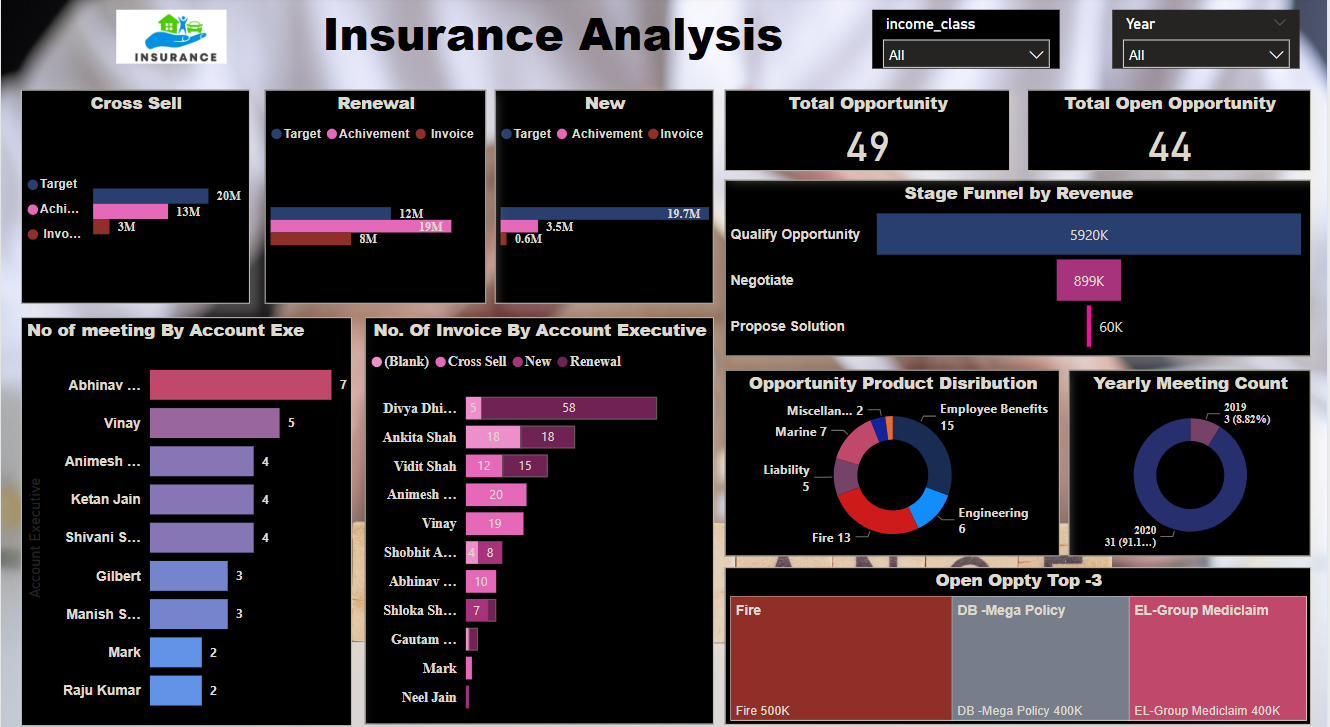 INSURANCE
Insurance Analysis
income_class
All
Year
All
Cross Sell
Target
Achi...
Invo...
20M
13M
3M
Renewal
Target Achivement Invoice
12M
19M
8M
New
Target Achivement Invoice
19.7M
3.5M
0.6M
Total Opportunity
49
Total Open Opportunity
44
Stage Funnel by Revenue
Qualify Opportunity 5920K
Negotiate 899K
Propose Solution 60K
No of meeting By Account Exe
Account Executive
Abhinav ... 7
Vinay 5
Animesh ... 4
Ketan Jain 4
Shivani S... 4
Gilbert 3
Manish S... 3
Mark 2
Raju Kumar 2
No. Of Invoice By Account Executive
(Blank) Cross Sell New Renewal
Divya Dhi... 5 58
Ankita Shah 18 18
Vidit Shah 12 15
Animesh ... 20
Vinay 19
Shobhit A... 4 8
Abhinav ... 10
Shloka Sh... 7
Gautam ...
Mark
Neel Jain
Opportunity Product Disribution
Miscellan... 2
Employee Benefits
15
Marine 7
Liability
5
Engineering
6
Fire 13
Yearly Meeting Count
2019
3 (8.82%)
2020
31 (91.1...)
Open Oppty Top -3
Fire
Fire 500K
DB -Mega Policy
DB -Mega Policy 400K
EL-Group Mediclaim
EL-Group Mediclaim 400K